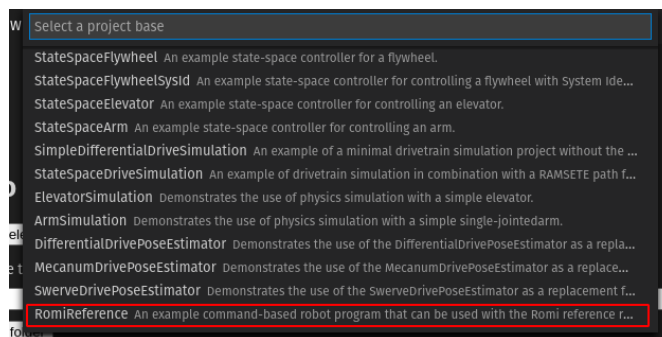 W
Select a project base
StateSpaceFlywheel An example state-space controller for a flywheel.
StateSpaceFlywheelSysId An example state-space controller for controlling a flywheel with System Ide...
StateSpaceElevator An example state-space controller for controlling an elevator.
StateSpaceArm An example state-space controller for controlling an arm.
SimpleDifferentialDriveSimulation An example of a minimal drivetrain simulation project without the ...
StateSpaceDriveSimulation An example of drivetrain simulation in combination with a RAMSETE path f...
ElevatorSimulation Demonstrates the use of physics simulation with a simple elevator.
ArmSimulation Demonstrates the use of physics simulation with a simple single-jointedarm.
ele
DifferentialDrivePoseEstimator Demonstrates the use of the DifferentialDriveEstimator as a repla...
e t
MecanumDrivePoseEstimator Demonstrates the use of the MecanumDrivePoseEstimator as a replace...
SwerveDrivePoseEstimator Demonstrates the use of the SwerveDrivePoseEstimator as a replacement f...
RomiReference An example command-based robot program that can be used with the Romi reference r...
folder